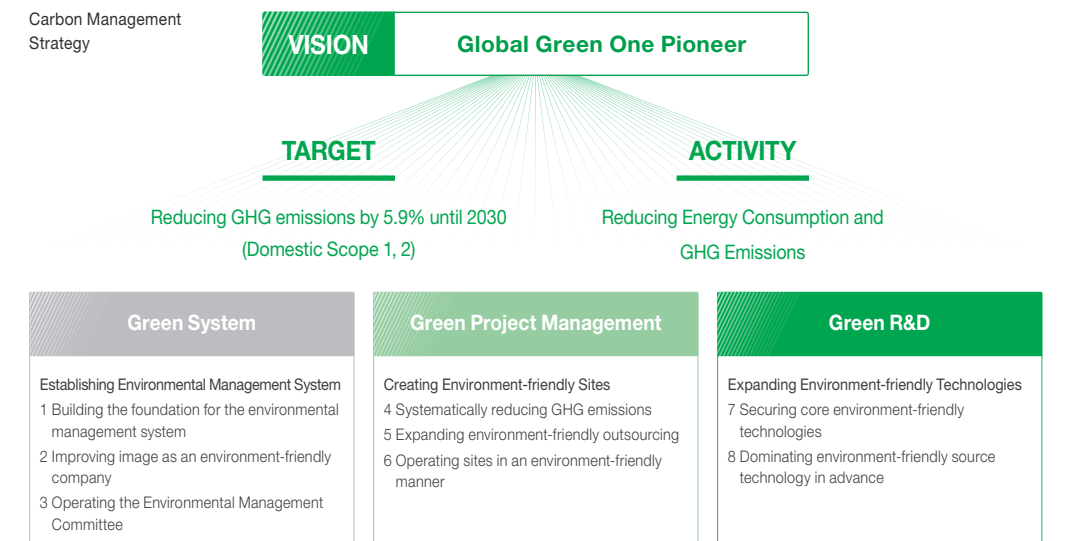 Carbon Management
Strategy
VISION
Global Green One Pioneer
TARGET
Reducing GHG emissions by 5.9% until 2030
(Domestic Scope 1, 2)
ACTIVITY
Reducing Energy Consumption and
GHG Emissions
Green System
Establishing Environmental Management System
1 Building the foundation for the environmental
management system
2 Improving image as an environment-friendly
company
3 Operating the Environmental Management
Committee
Green Project Management
Creating Environment-friendly Sites
4 Systematically reducing GHG emissions
5 Expanding environment-friendly outsourcing
6 Operating sites in an environment-friendly
manner
Green R&D
Expanding Environment-friendly Technologies
7 Securing core environment-friendly
technologies
8 Dominating environment-friendly source
technology in advance